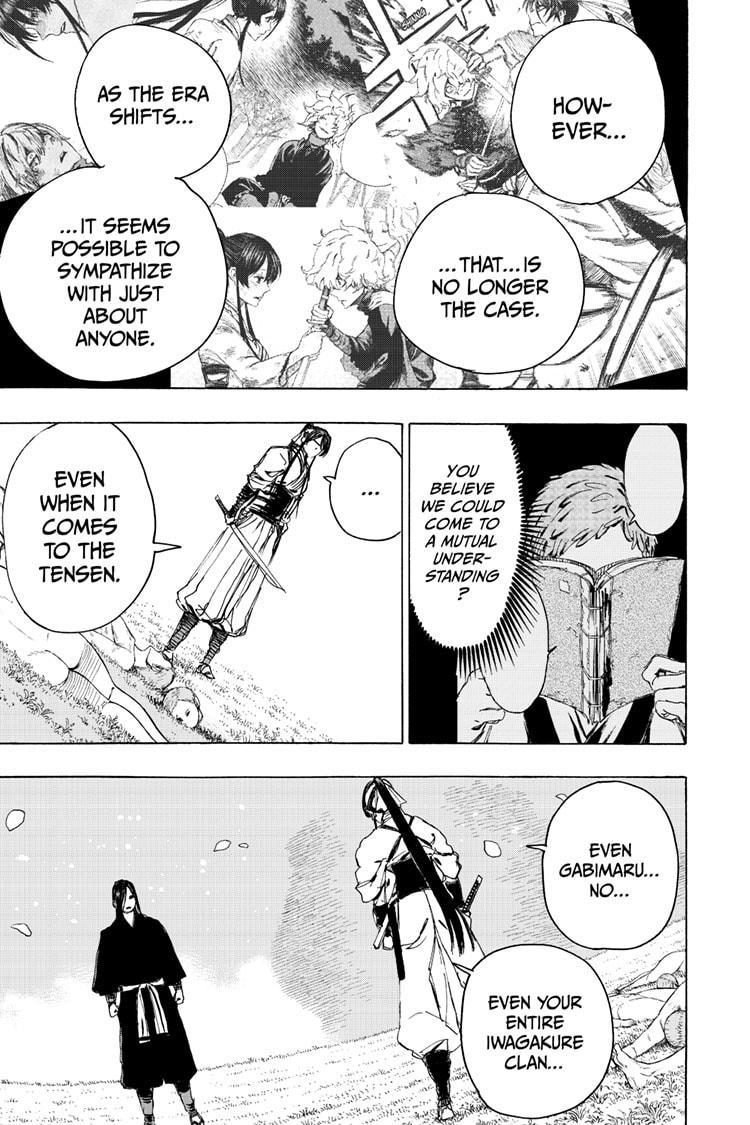 HOW-
EVER...
...THAT...IS
NO LONGER
THE CASE.
AS THE ERA
SHIFTS...
...IT SEEMS
POSSIBLE TO
SYMPATHIZE
WITH JUST
ABOUT
ANYONE.
YOU
BELIEVE
WE COULD
COME TO
A MUTUAL
UNDER-
STANDING
?
...
EVEN
WHEN IT
COMES
TO THE
TENSEN.
EVEN
GABIMARU...
NO...
EVEN YOUR
ENTIRE
IWAGAKURE
CLAN.